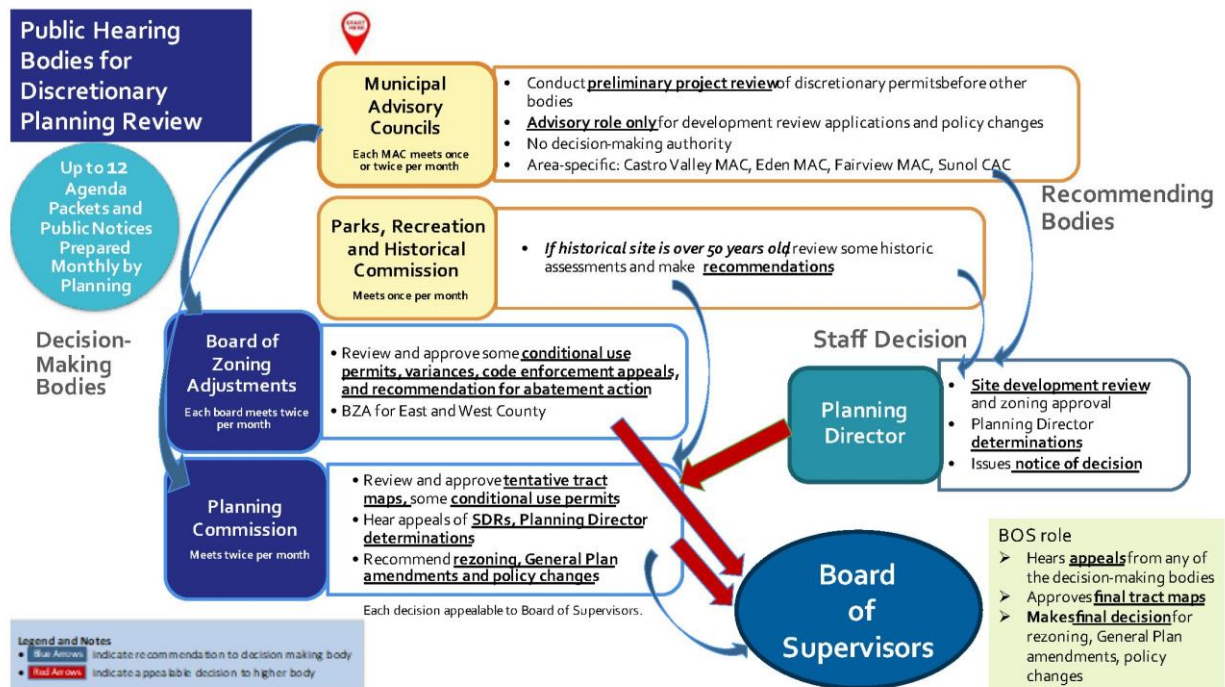 Public Hearing
Bodies for
Discretionary
Planning Review
Up to 12
Agenda
Packets and
Public Notices
Prepared
Monthly by
Planning
START
HERE
Municipal
Advisory
Councils
Each MAC meets once
or twice per month
• Conduct preliminary project review of discretionary permitsbefore other
bodies
• Advisory role only for development review applications and policy changes
• No decision-making authority
• Area-specific: Castro Valley MAC, Eden MAC, Fairview MAC, Sunol CAC
Recommending
Bodies
Parks, Recreation
and Historical
Commission
Meets once per month
• If historical site is over 50 years old, review some historic
assessments and make recommendations
Decision-
Making
Bodies
Board of
Zoning
Adjustments
Each board meets twice
per month
• Review and approve some conditional use
permits, variances, code enforcement appeals,
and recommendation for abatement action
• BZA for East and West County
Staff Decision
Planning
Director
• Site development review
and zoning approval
• Planning Director
determinations
• Issues notice of decision
Planning
Commission
Meets twice per month
• Review and approve tentative tract
maps, some conditional use permits
• Hear appeals of SDRs, Planning Director
determinations
• Recommend rezoning, General Plan
amendments and policy changes
Each decision appealable to Board of Supervisors.
Board
of
Supervisors
BOS role
➢ Hears appeals from any
of the decision-making bodies
➢ Approves final tract maps
➢ Makes final decision for
rezoning, General Plan
amendments, policy
changes
Legend and Notes
• Blue Arrows indicate recommendation to decision making body
• Red Arrows indicate appealable decision to higher body